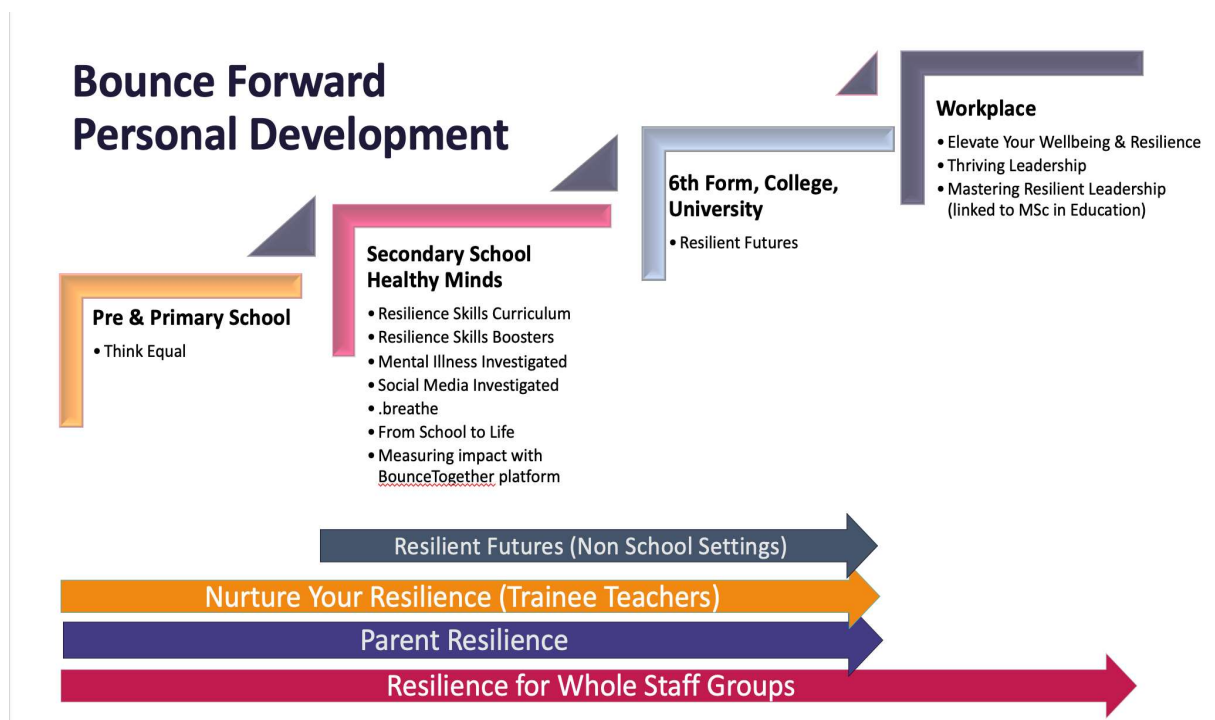 Bounce Forward
Personal Development
Pre & Primary School
• Think Equal
Secondary School
Healthy Minds
• Resilience Skills Curriculum
• Resilience Skills Boosters
• Mental Illness Investigated
• Social Media Investigated
• .breathe
• From School to Life
• Measuring impact with
BounceTogether platform
6th Form, College,
University
• Resilient Futures
Workplace
• Elevate Your Wellbeing & Resilience
• Thriving Leadership
• Mastering Resilient Leadership
(linked to MSc in Education)
Resilient Futures (Non School Settings)
Nurture Your Resilience (Trainee Teachers)
Parent Resilience
Resilience for Whole Staff Groups